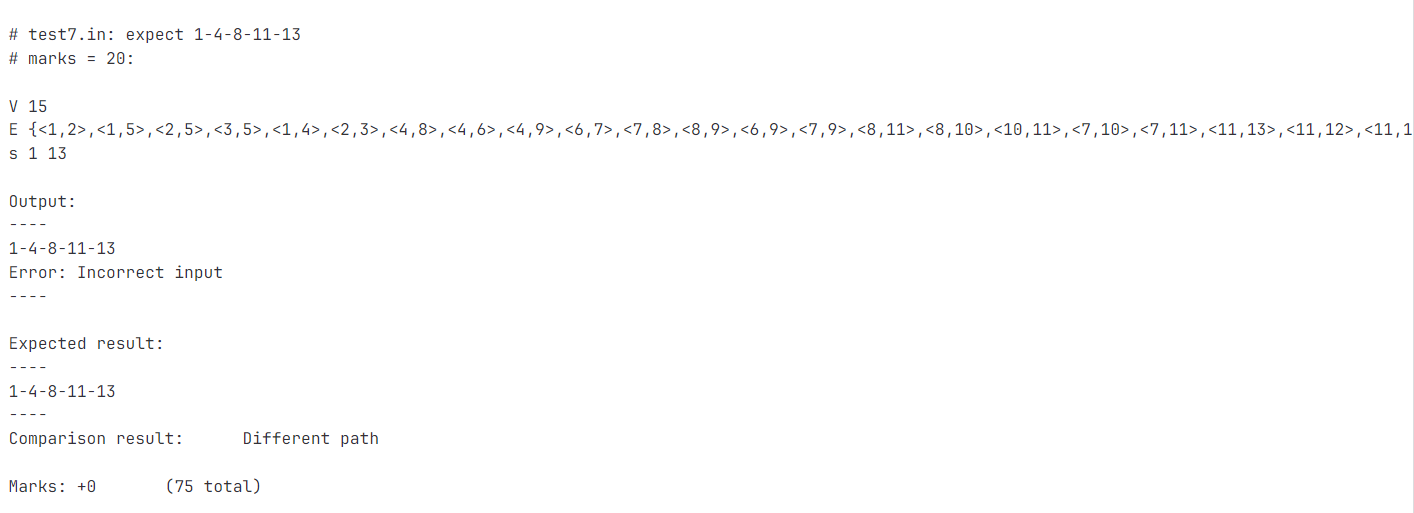 # test7.in: expect 1-4-8-11-13
# marks = 20:
V 15
E {<1,2>,<1,5>,<2,5>,<3,5>,<1,4>,<2,3>,<4,8>,<4,6>,<4,9>,<6,7>,<7,8>,<8,9>,<6,9>,<7,9>,<8,11>,<8,10>,<10,11>,<7,10>,<7,11>,<11,13>,<11,12>,<11,1
s 1 13
Output:
----
1-4-8-11-13
Error: Incorrect input
----
Expected result:
----
1-4-8-11-13
----
Comparison result: Different path
Marks: +0 (75 total)